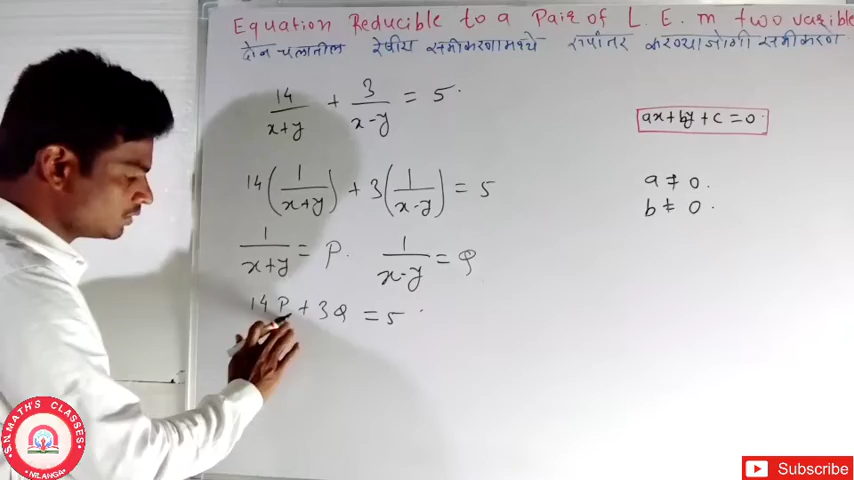 Equation Reducible to a Pair of L. E. in two varible
दोन चलातील रेषीय समीकरणामध्ये रूपांतर करण्याजोगी समीकरणे
14/x+y + 3/x-y = 5.
ax+by+c=0.
14(1/x+y) + 3(1/x-y) = 5
a ≠ 0.
b ≠ 0.
1/x+y = P. 1/x-y = Q
14P+3Q = 5.
S.N MATH'S CLASSES
NILANGA
Subscribe